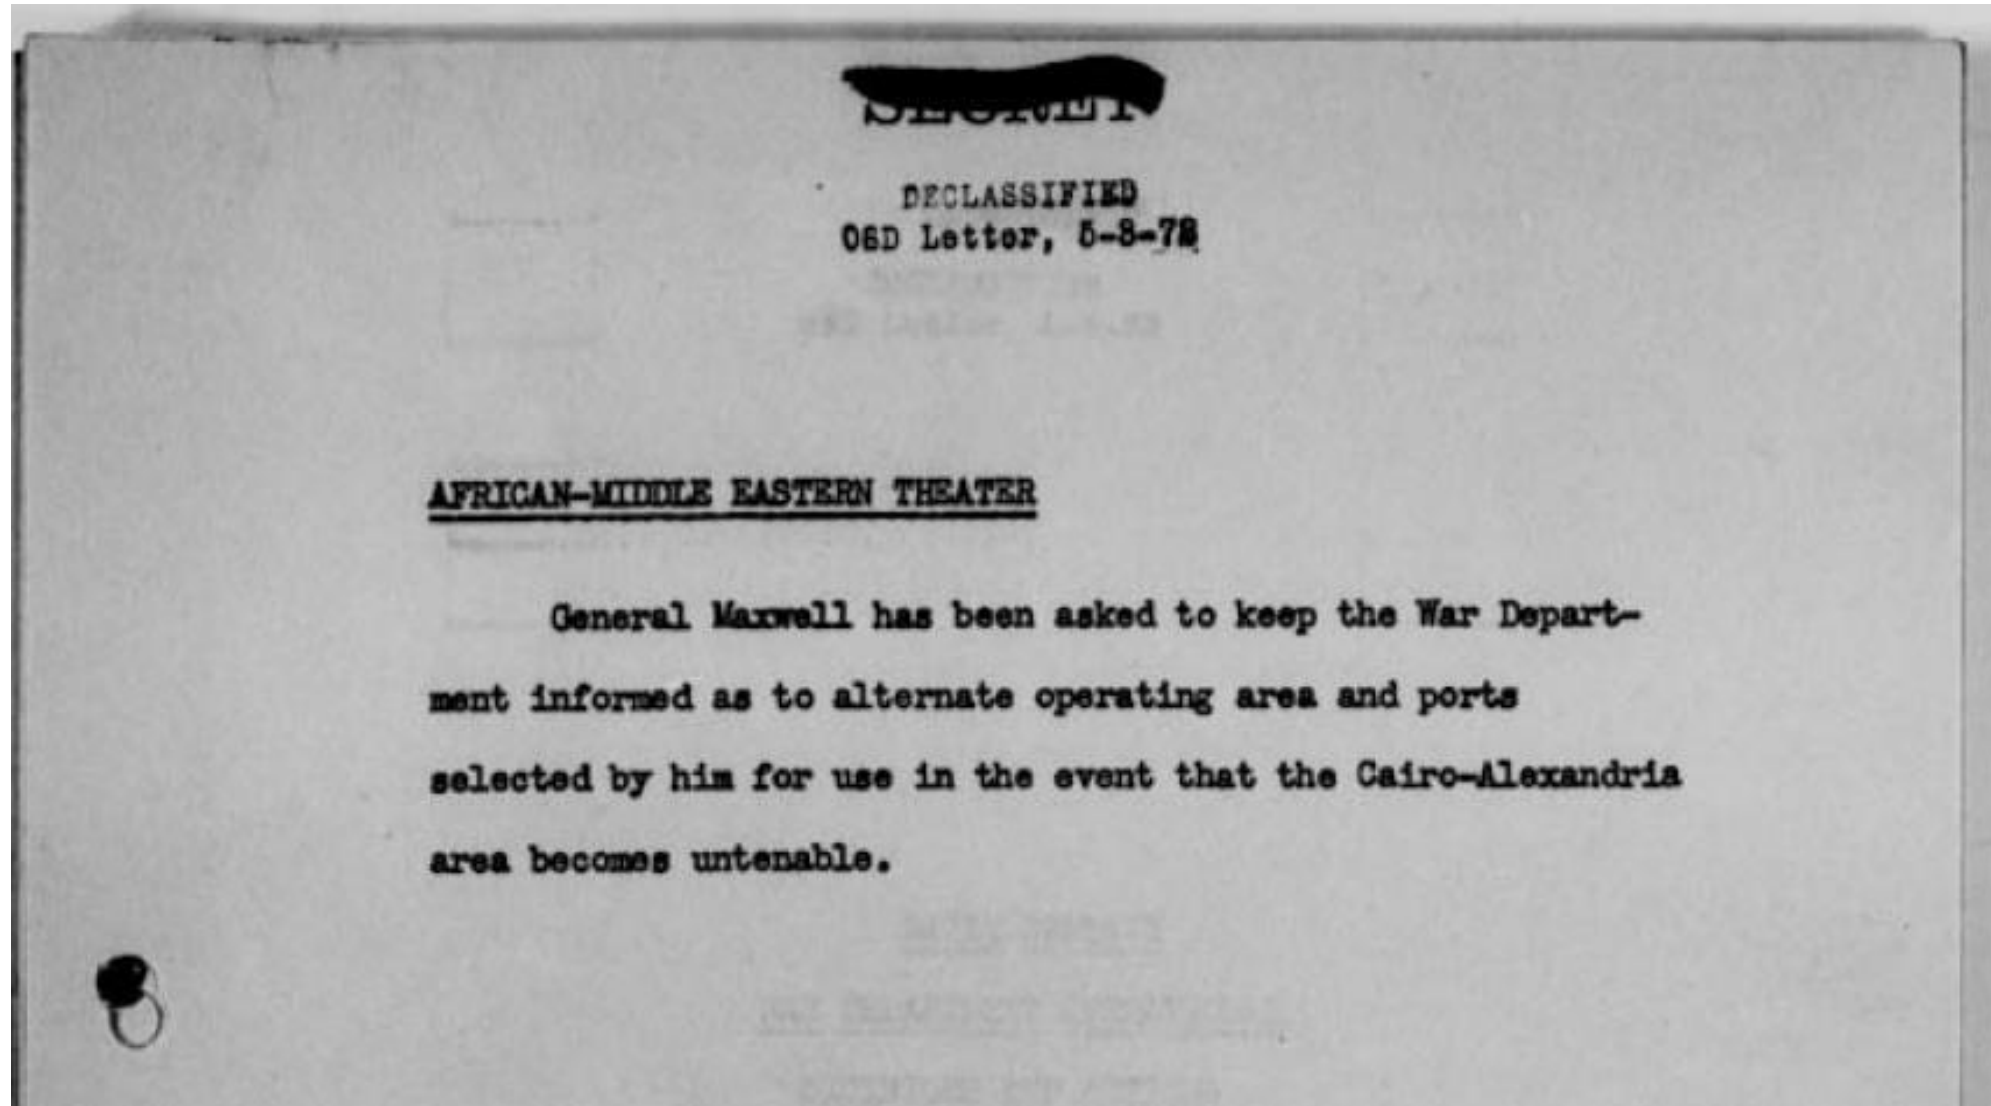 SECRET
DECLASSIFIED
OSD Letter, 5-3-72
AFRICAN-MIDDLE EASTERN THEATER
General Maxwell has been asked to keep the War Depart-
ment informed as to alternate operating area and ports
selected by him for use in the event that the Cairo-Alexandria
area becomes untenable.